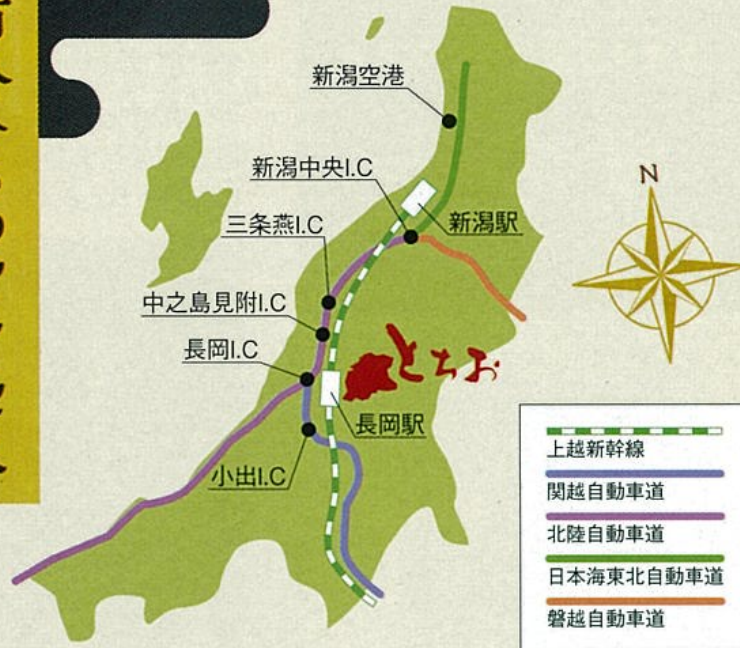 新潟空港
新潟中央I.C
新潟駅
三条燕I.C
中之島見附I.C
長岡I.C
とちお
長岡駅
小出I.C
N
上越新幹線
関越自動車道
北陸自動車道
日本海東北自動車道
磐越自動車道